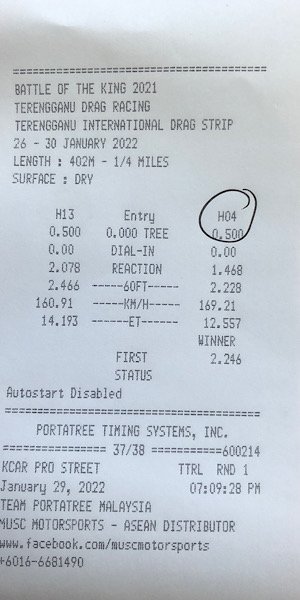 ==========================================
BATTLE OF THE KING 2021
TERENGGANU DRAG RACING
TERENGGANU INTERNATIONAL DRAG STRIP
26 - 30 JANUARY 2022
LENGTH : 402M - 1/4 MILES
SURFACE : DRY
H13 Entry H04
0.500 0.000 TREE 0.500
0.00 DIAL-IN 0.00
2.078 REACTION 1.468
2.466 ------60FT------ 2.228
160.91 ------KM/H------ 169.21
14.193 -------ET------- 12.557
WINNER
FIRST 2.246
STATUS
Autostart Disabled
==========================================
PORTATREE TIMING SYSTEMS, INC.
================ 37/38 ============600214
KCAR PRO STREET TTRL RND 1
January 29, 2022 07:09:28 PM
TEAM PORTATREE MALAYSIA
MUSC MOTORSPORTS - ASEAN DISTRIBUTOR
www.facebook.com/muscmotorsports
+6016-6681490